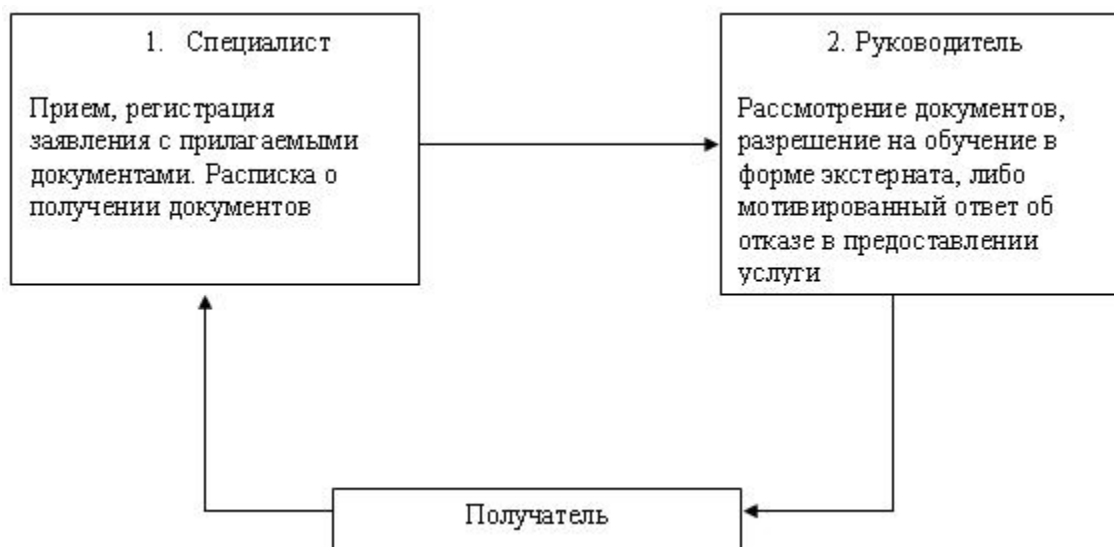 1. Специалист
Прием, регистрация
заявления с прилагаемыми
документами. Расписка о
получении документов
2. Руководитель
Рассмотрение документов,
разрешение на обучение в
форме экстерната, либо
мотивированный ответ об
отказе в предоставлении
услуги
Получатель